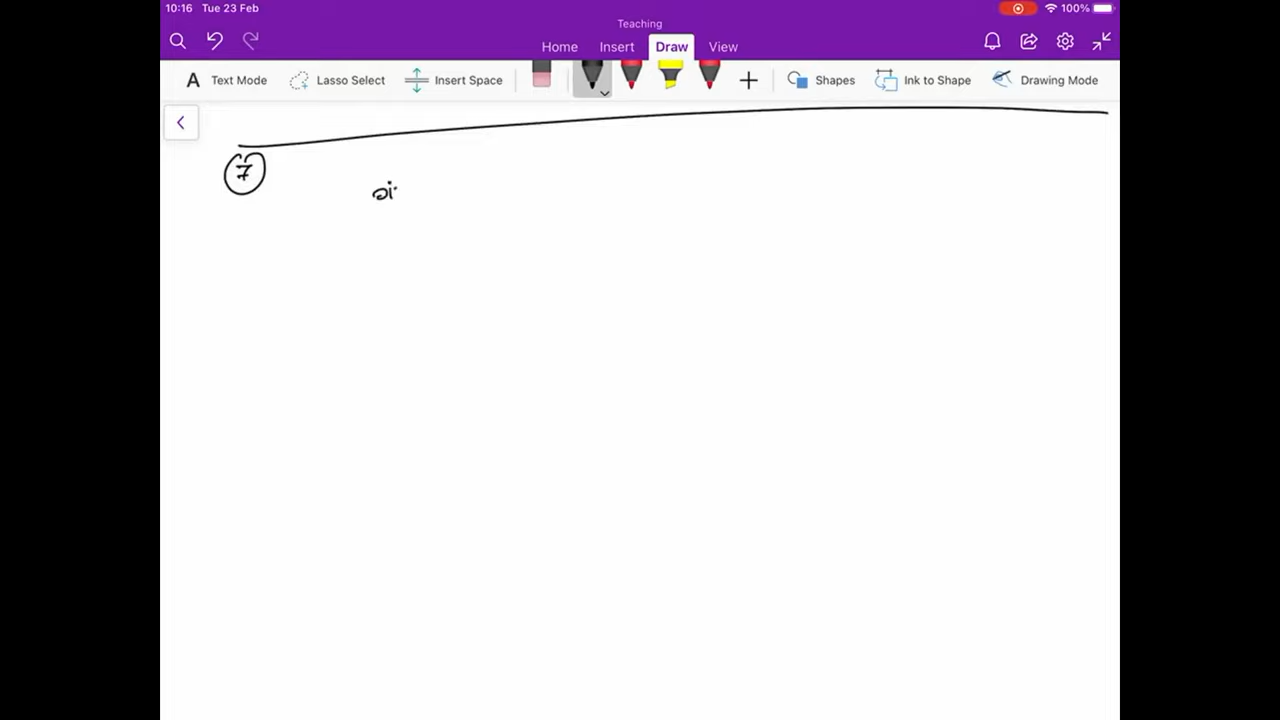 10:16 Tue 23 Feb 100%
Teaching
Home Insert Draw View
A Text Mode Lasso Select Insert Space Shapes Ink to Shape Drawing Mode
7